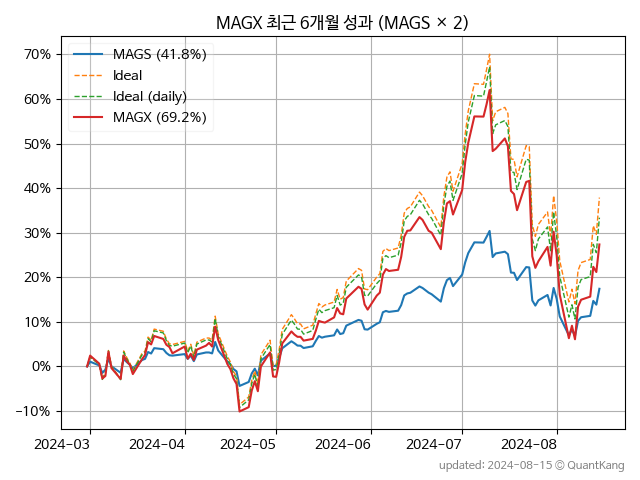 MAGX 최근 6개월 성과 (MAGS × 2)
70%
60%
50%
40%
30%
20%
10%
0%
−10%
MAGS (41.8%)
Ideal
Ideal (daily)
MAGX (69.2%)
2024-03
2024-04
2024-05
2024-06
2024-07
2024-08
updated: 2024-08-15 © QuantKang